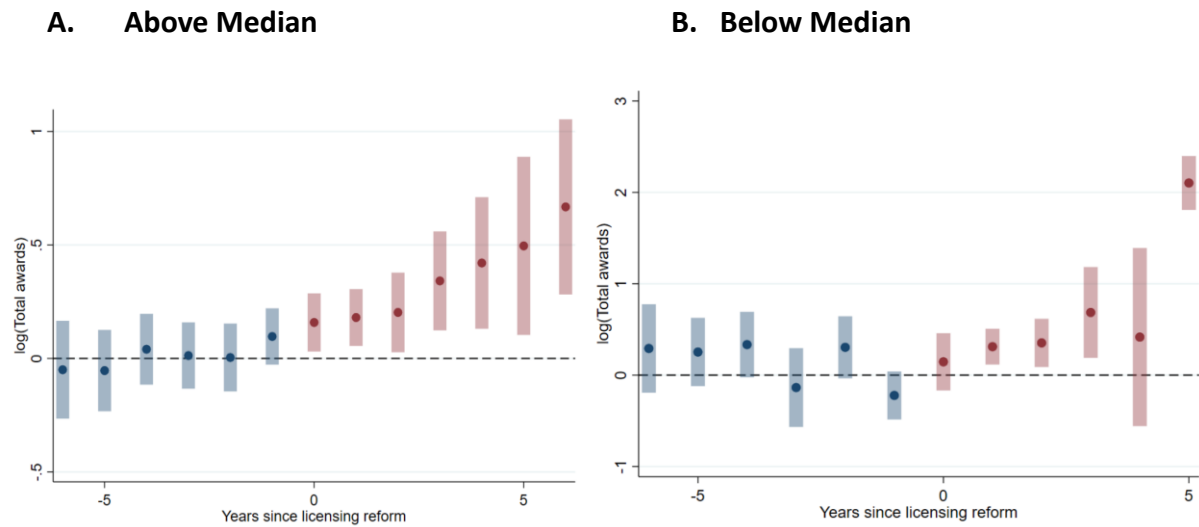 A. Above Median
log(Total awards)
1
.5
0
-.5
-5 0 5
Years since licensing reform
B. Below Median
log(Total awards)
3
2
1
0
-1
-5 0 5
Years since licensing reform